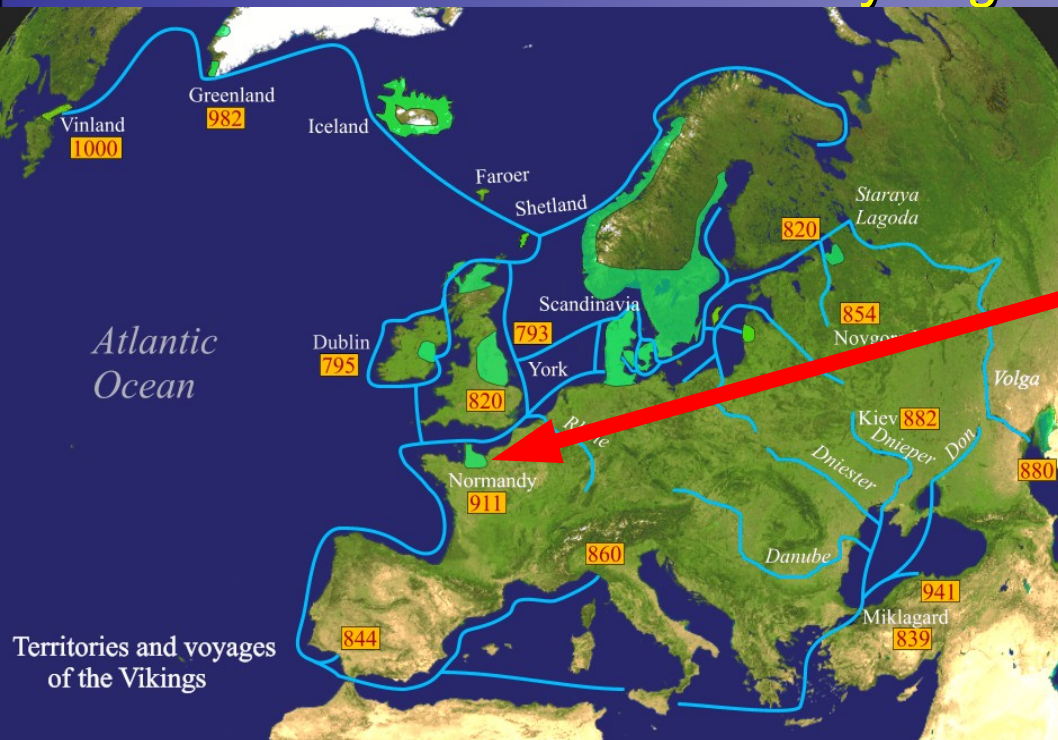 Greenland
982
Vinland
1000
Iceland
Faroer
Shetland
Staraya
Lagoda
820
Scandinavia
854
Dublin
795
793
York
820
Atlantic
Ocean
Volga
Kiev 882
Dnieper
Don
Dniester
880
Normandy
911
860
Danube
941
Miklagard
839
844
Territories and voyages
of the Vikings